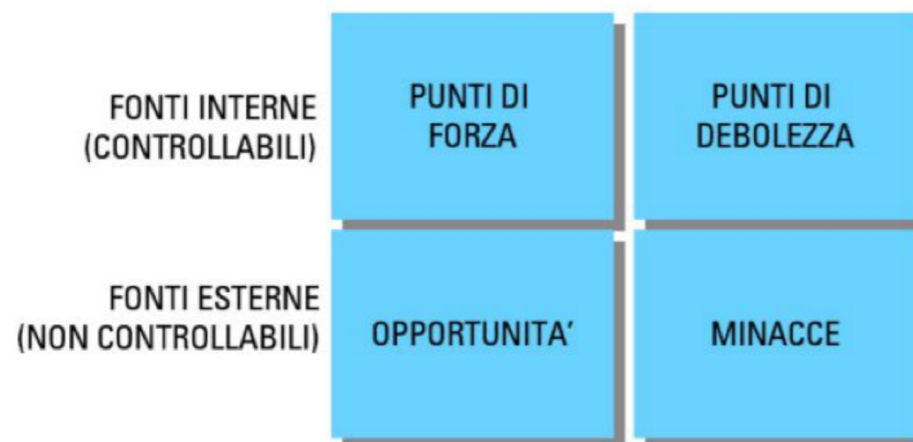 FONTI INTERNE
(CONTROLLABILI)
PUNTI DI
FORZA
PUNTI DI
DEBOLEZZA
FONTI ESTERNE
(NON CONTROLLABILI)
OPPORTUNITA’
MINACCE